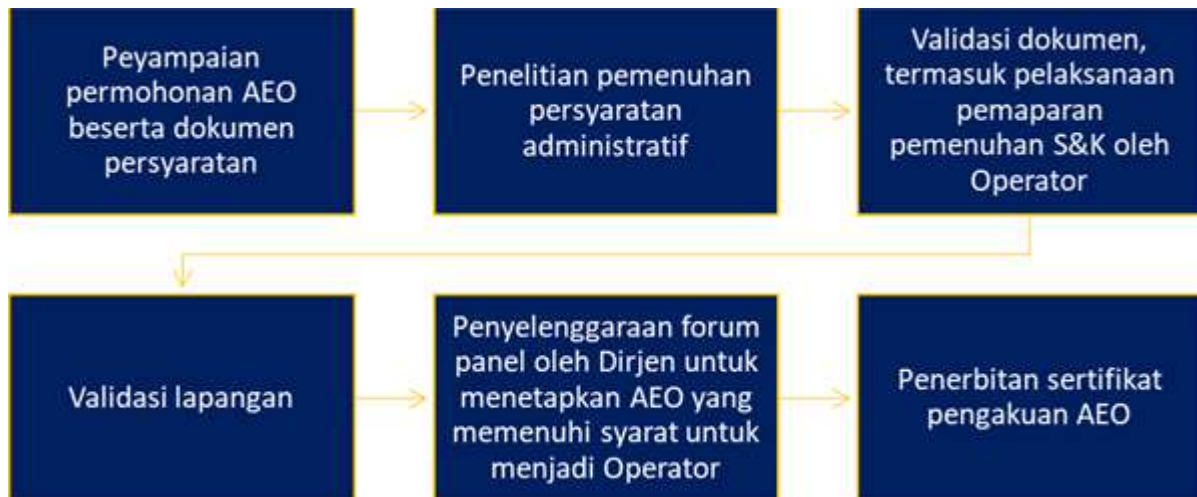 Peyampaian
permohonan AEO
beserta dokumen
persyaratan
Penelitian pemenuhan
persyaratan
administratif
Validasi dokumen,
termasuk pelaksanaan
pemaparan
pemenuhan S&K oleh
Operator
Validasi lapangan
Penyelenggaraan forum
panel oleh Dirjen untuk
menetapkan AEO yang
memenuhi syarat untuk
menjadi Operator
Penerbitan sertifikat
pengakuan AEO